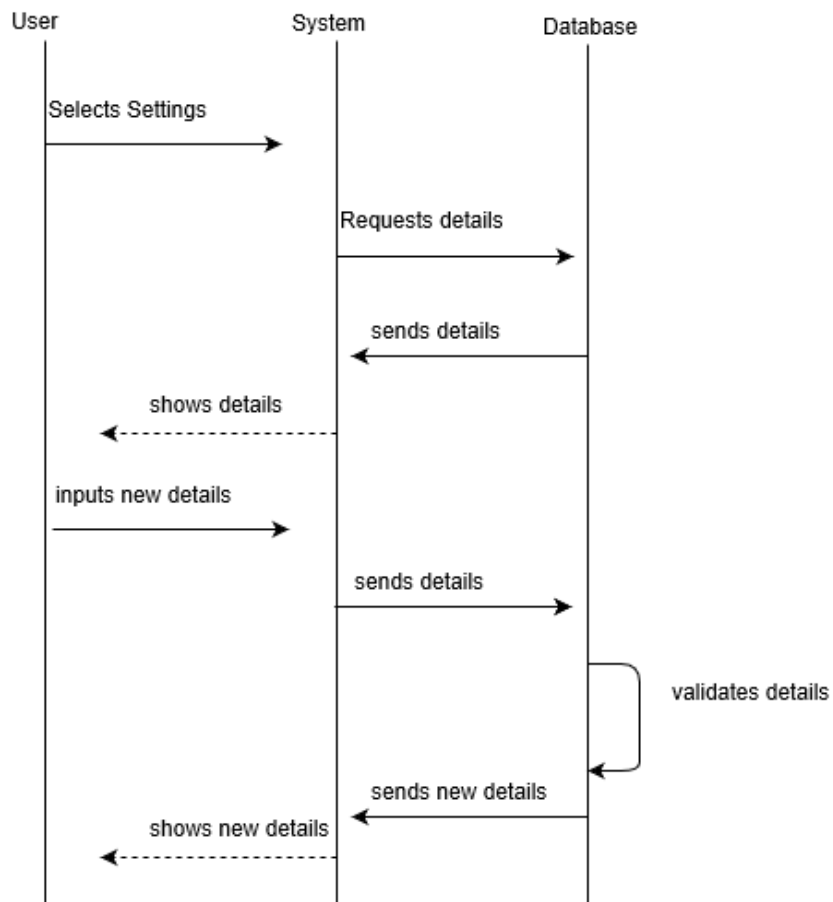 User
System
Database
Selects Settings
Requests details
sends details
shows details
inputs new details
sends details
validates details
sends new details
shows new details